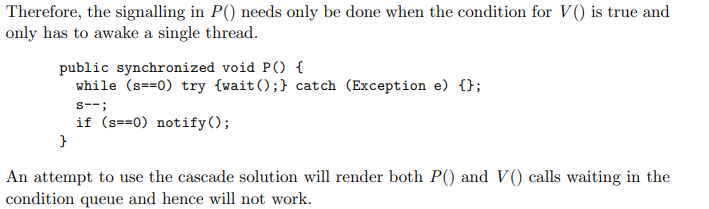 Therefore, the signalling in P() needs only be done when the condition for V() is true and
only has to awake a single thread.
public synchronized void P() {
while (s==0) try {wait();} catch (Exception e) {};
s--;
if (s==0) notify();
}
An attempt to use the cascade solution will render both P() and V() calls waiting in the
condition queue and hence will not work.